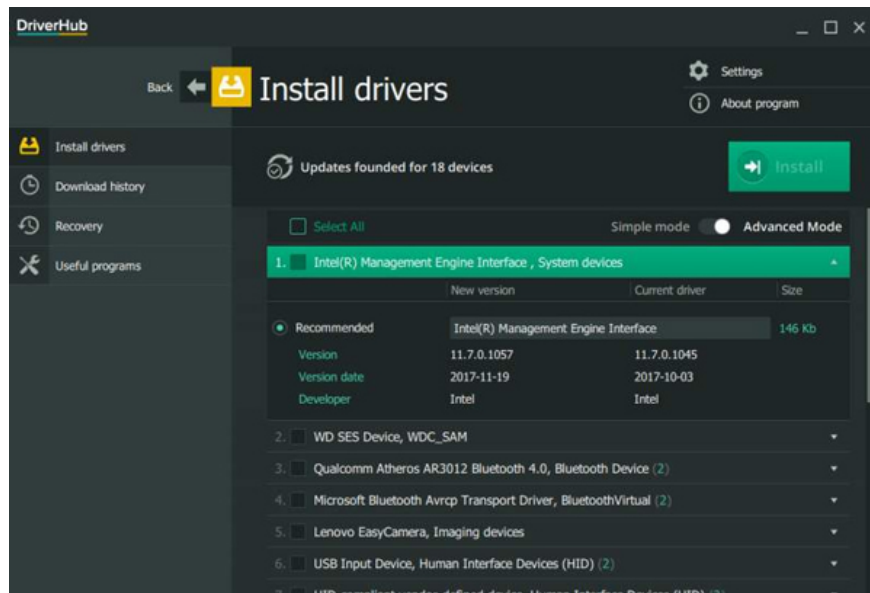 DriverHub
Back
Install drivers
Settings
About program
Install drivers
Download history
Recovery
Useful programs
Updates founded for 18 devices
Install
Select All
Simple mode
Advanced Mode
1. Intel(R) Management Engine Interface , System devices
New version Current driver Size
Recommended Intel(R) Management Engine Interface 146 Kb
Version 11.7.0.1057 11.7.0.1045
Version date 2017-11-19 2017-10-03
Developer Intel Intel
2. WD SES Device, WDC_SAM
3. Qualcomm Atheros AR3012 Bluetooth 4.0, Bluetooth Device (2)
4. Microsoft Bluetooth Avrcp Transport Driver, BluetoothVirtual (2)
5. Lenovo EasyCamera, Imaging devices
6. USB Input Device, Human Interface Devices (HID) (2)